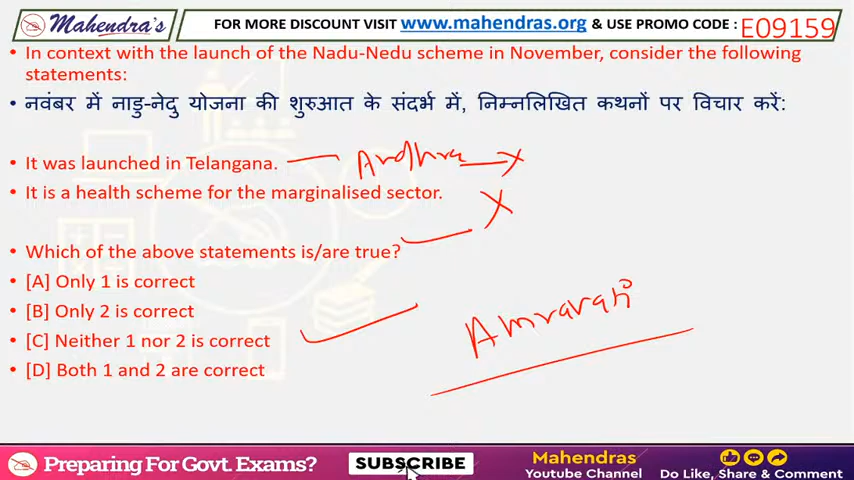 Mahendra's
FOR MORE DISCOUNT VISIT www.mahendras.org & USE PROMO CODE : E09159
• In context with the launch of the Nadu-Nedu scheme in November, consider the following
statements:
• नवंबर में नाडु-नेदु योजना की शुरुआत के संदर्भ में, निम्नलिखित कथनों पर विचार करें:
• It was launched in Telangana. Andhra
• It is a health scheme for the marginalised sector.
• Which of the above statements is/are true?
• [A] Only 1 is correct
• [B] Only 2 is correct
Amravati
• [C] Neither 1 nor 2 is correct
• [D] Both 1 and 2 are correct
Preparing For Govt. Exams? SUBSCRIBE Mahendras
Youtube Channel Do Like, Share & Comment